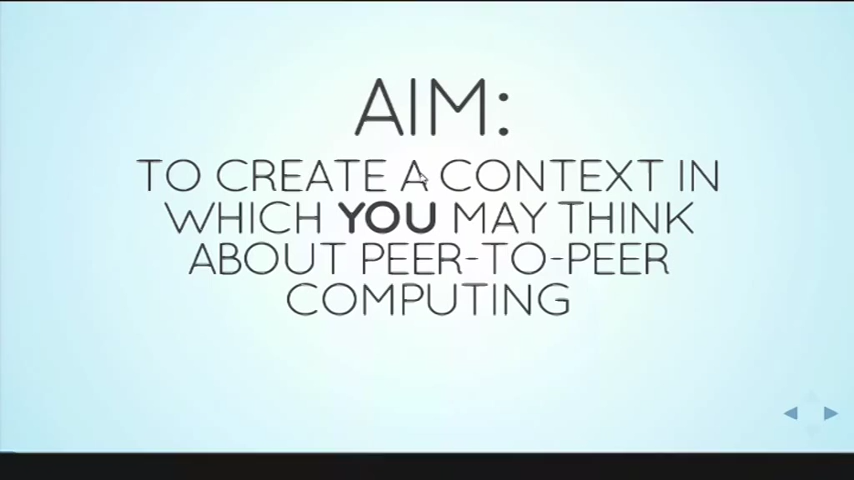 AIM:
TO CREATE A CONTEXT IN
WHICH YOU MAY THINK
ABOUT PEER-TO-PEER
COMPUTING